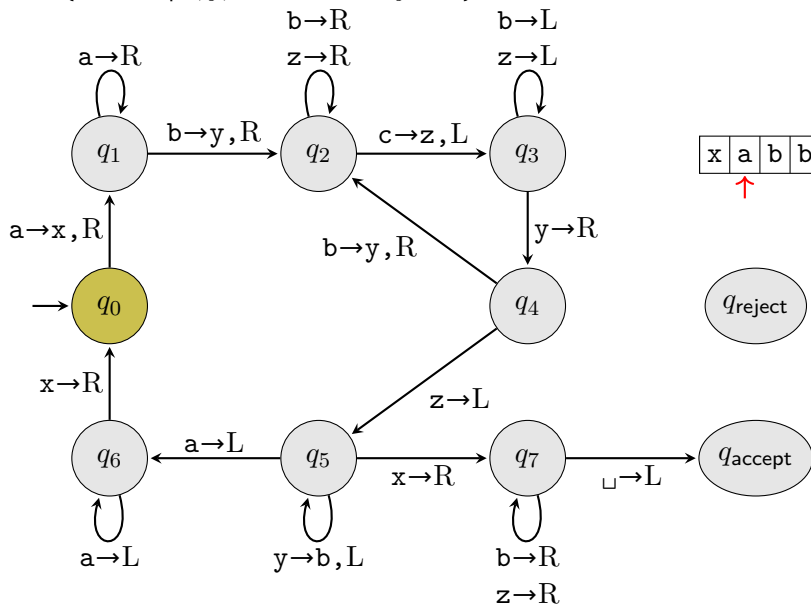 b→R b→L
a→R z→R z→L
q1 b→y,R q2 c→z,L q3 x a b b
a→x,R b→y,R y→R
q0 q4 qreject
x→R z→L
q6 a→L q5 x→R q7 ␣→L qaccept
a→L y→b,L b→R
z→R